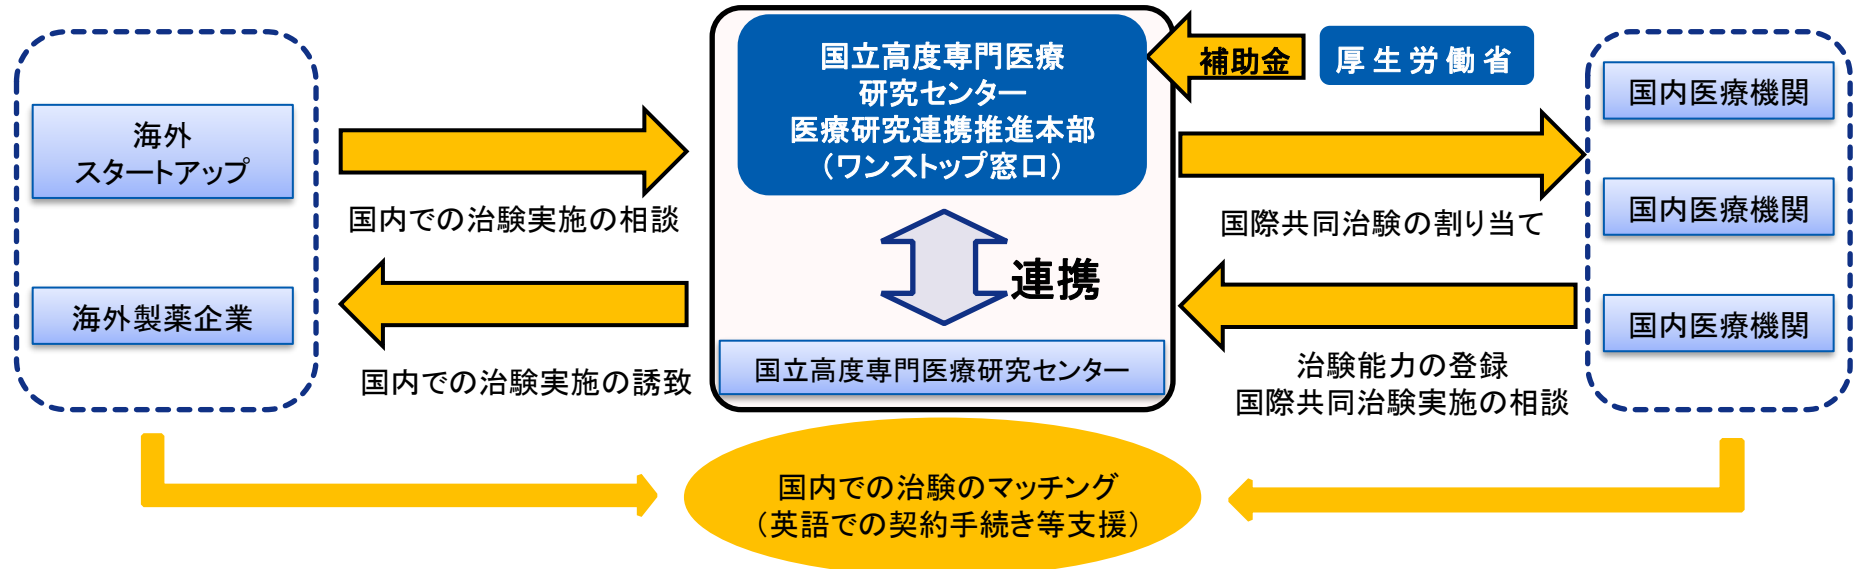 海外
スタートアップ
海外製薬企業
国内での治験実施の相談
国内での治験実施の誘致
国立高度専門医療
研究センター
医療研究連携推進本部
（ワンストップ窓口）
連携
国立高度専門医療研究センター
補助金
厚生労働省
国際共同治験の割り当て
治験能力の登録
国際共同治験実施の相談
国内医療機関
国内医療機関
国内医療機関
国内での治験のマッチング
（英語での契約手続き等支援）